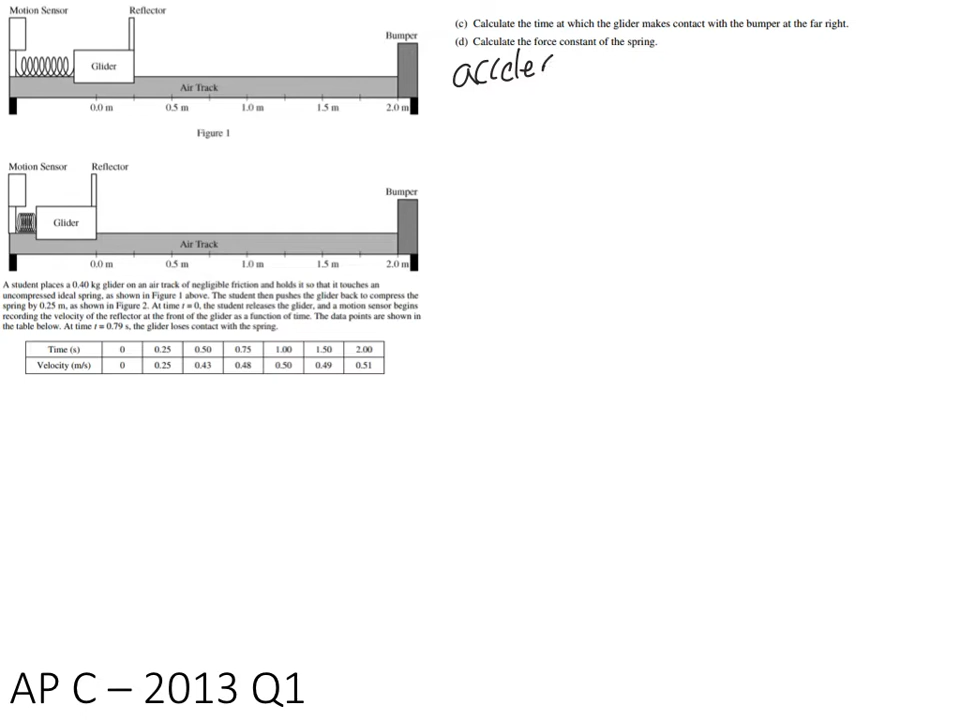 Motion Sensor
Reflector
Bumper
Glider
Air Track
0.0 m 0.5 m 1.0 m 1.5 m 2.0 m
Figure 1
Motion Sensor
Reflector
Bumper
Glider
Air Track
0.0 m 0.5 m 1.0 m 1.5 m 2.0 m
A student places a 0.40 kg glider on an air track of negligible friction and holds it so that it touches an
uncompressed ideal spring, as shown in Figure 1 above. The student then pushes the glider back to compress the
spring by 0.25 m, as shown in Figure 2. At time t = 0, the student releases the glider, and a motion sensor begins
recording the velocity of the reflector at the front of the glider as a function of time. The data points are shown in
the table below. At time t = 0.79 s, the glider loses contact with the spring.
Time (s) 0 0.25 0.50 0.75 1.00 1.50 2.00
Velocity (m/s) 0 0.25 0.43 0.48 0.50 0.49 0.51
(c) Calculate the time at which the glider makes contact with the bumper at the far right.
(d) Calculate the force constant of the spring.
acceler
AP C – 2013 Q1